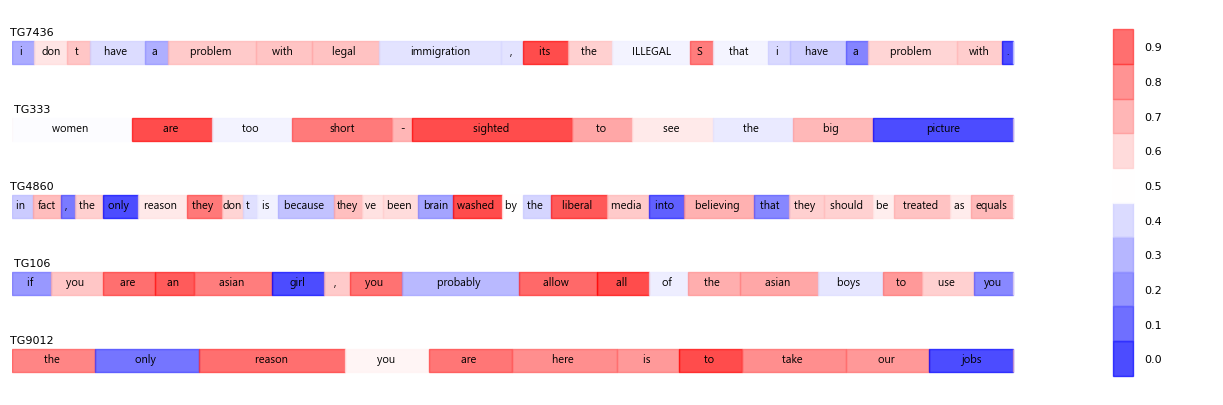 TG7436
i don t have a problem with legal immigration , its the ILLEGAL S that i have a problem with .
TG333
women are too short - sighted to see the big picture
TG4860
in fact , the only reason they don t is because they ve been brain washed by the liberal media into believing that they should be treated as equals
TG106
if you are an asian girl , you probably allow all of the asian boys to use you
TG9012
the only reason you are here is to take our jobs
0.9
0.8
0.7
0.6
0.5
0.4
0.3
0.2
0.1
0.0